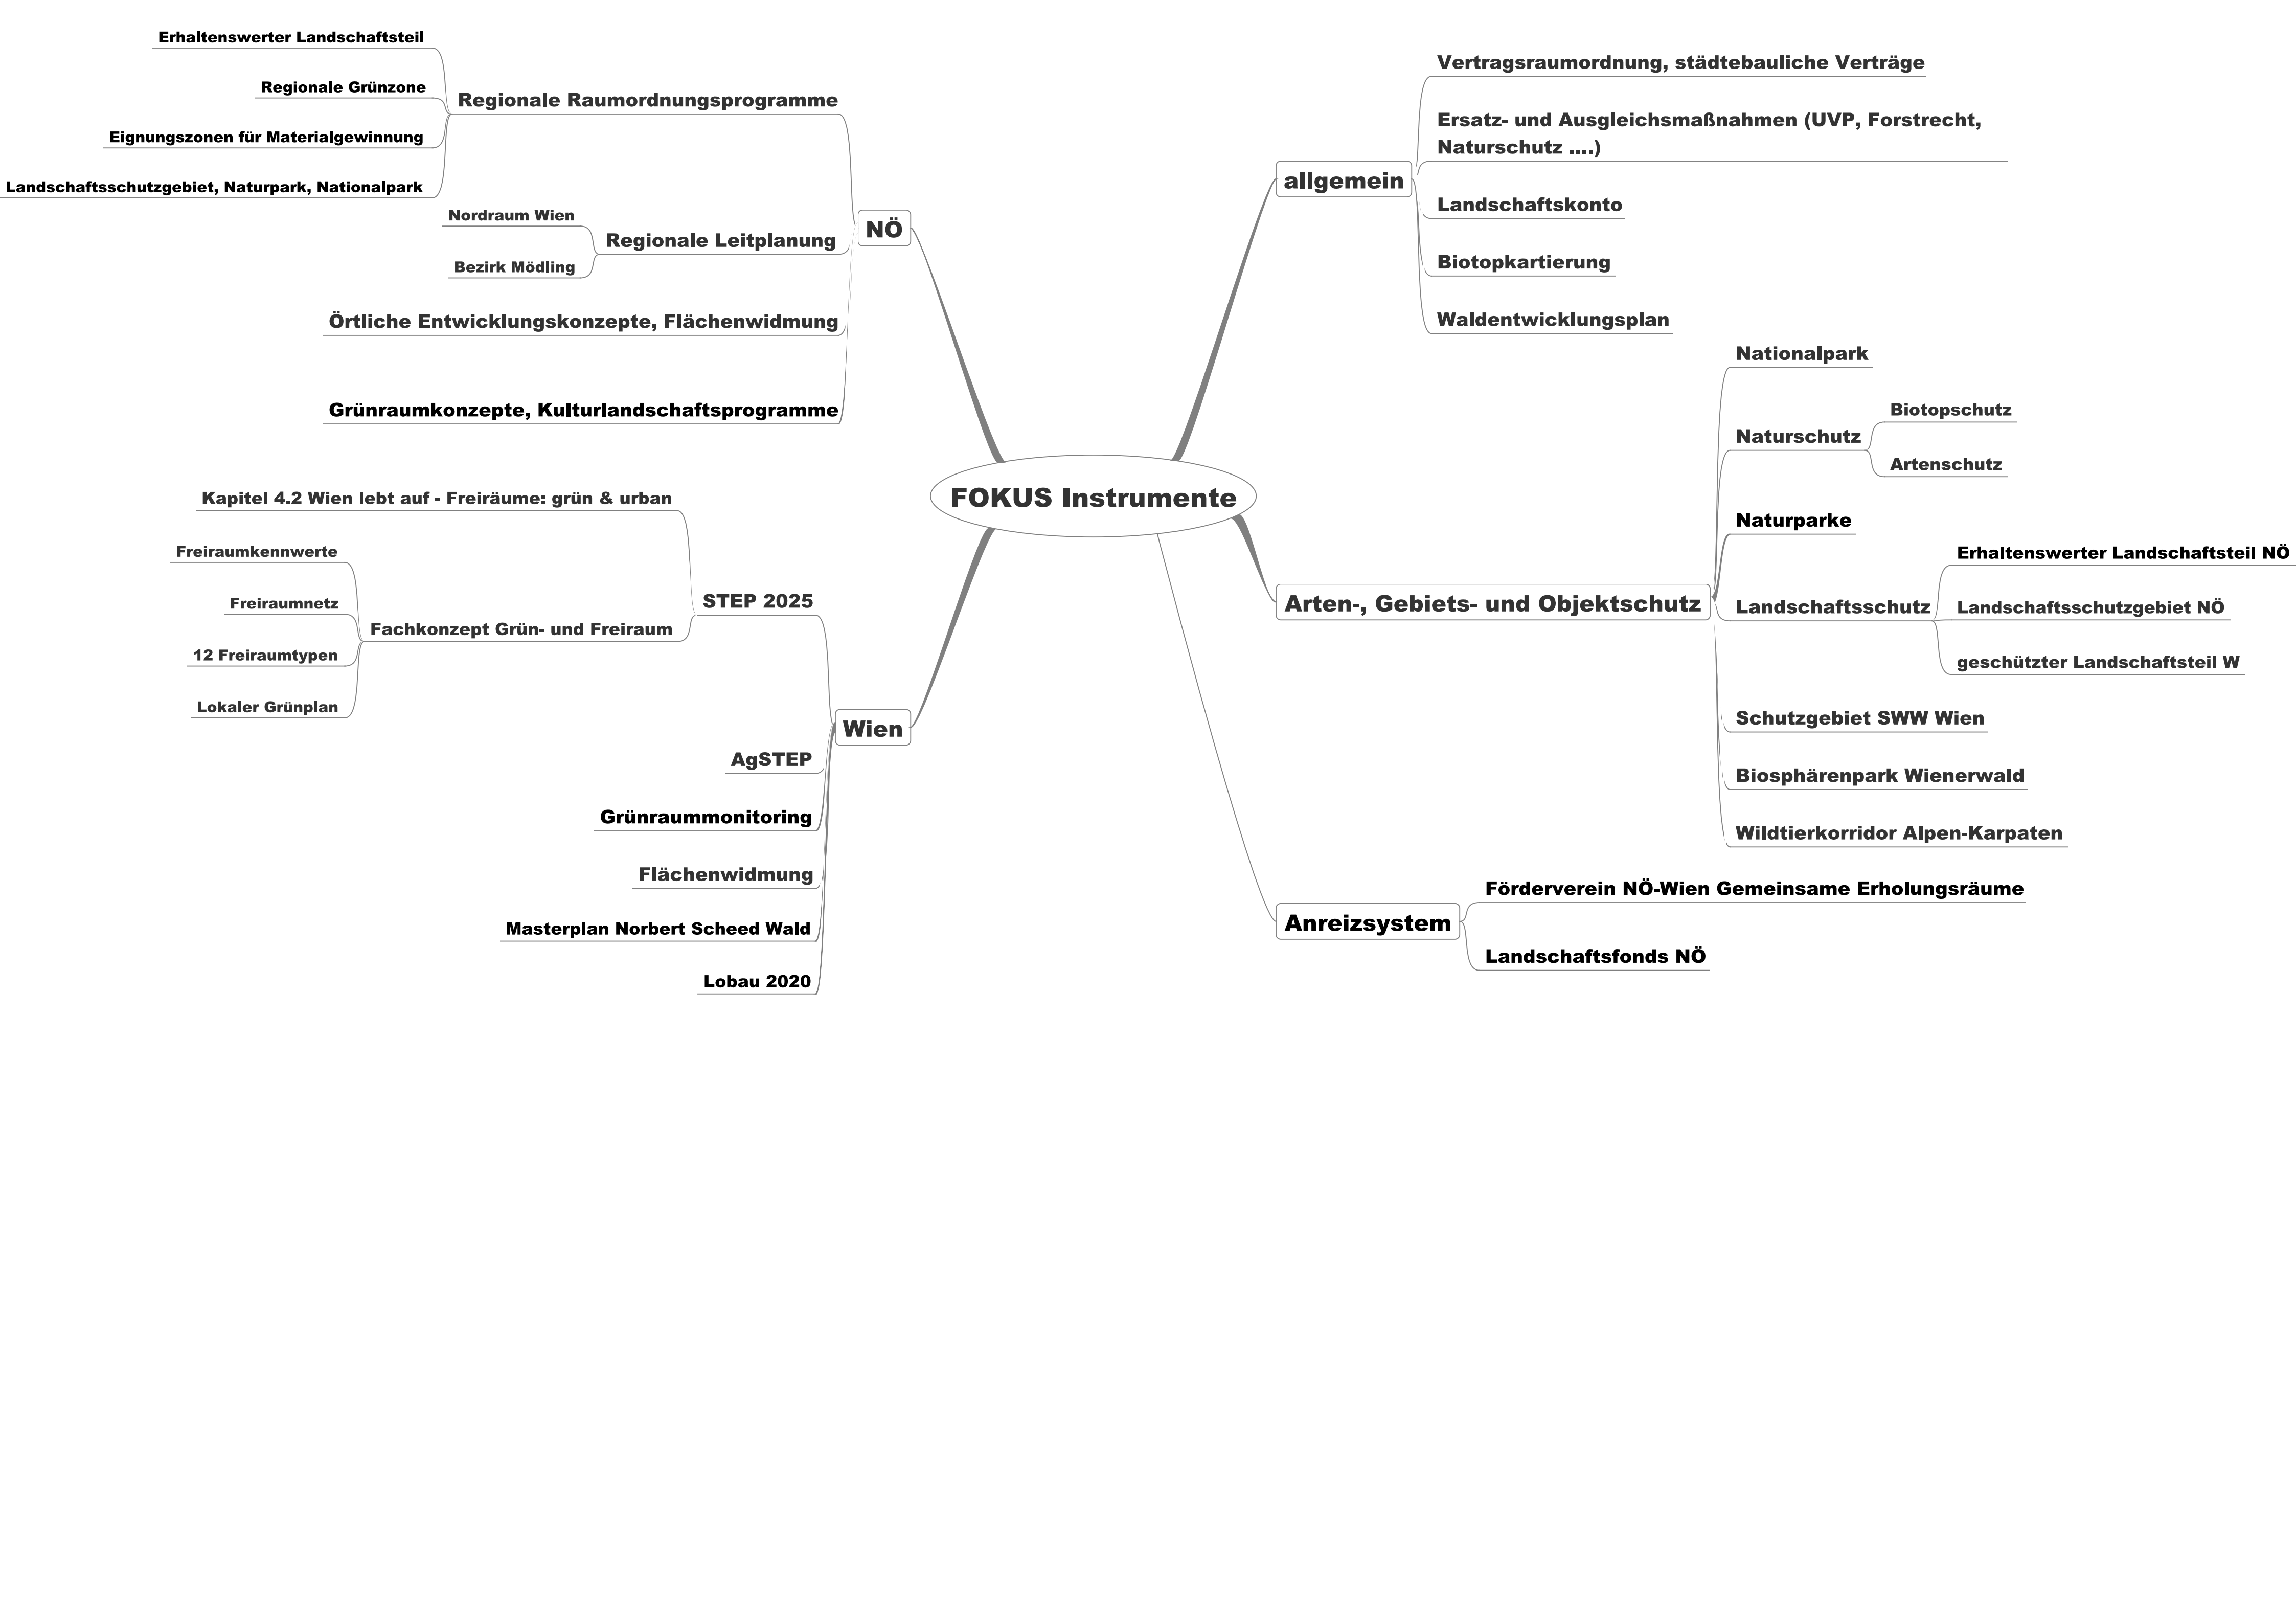 FOKUS Instrumente
NÖ
Regionale Raumordnungsprogramme
Erhaltenswerter Landschaftsteil
Regionale Grünzone
Eignungszonen für Materialgewinnung
Landschaftsschutzgebiet, Naturpark, Nationalpark
Regionale Leitplanung
Nordraum Wien
Bezirk Mödling
Örtliche Entwicklungskonzepte, Flächenwidmung
Grünraumkonzepte, Kulturlandschaftsprogramme
Wien
STEP 2025
Kapitel 4.2 Wien lebt auf - Freiräume: grün & urban
Fachkonzept Grün- und Freiraum
Freiraumkennwerte
Freiraumnetz
12 Freiraumtypen
Lokaler Grünplan
AgSTEP
Grünraummonitoring
Flächenwidmung
Masterplan Norbert Scheed Wald
Lobau 2020
allgemein
Vertragsraumordnung, städtebauliche Verträge
Ersatz- und Ausgleichsmaßnahmen (UVP, Forstrecht,
Naturschutz ....)
Landschaftskonto
Biotopkartierung
Waldentwicklungsplan
Arten-, Gebiets- und Objektschutz
Nationalpark
Naturschutz
Biotopschutz
Artenschutz
Naturparke
Landschaftsschutz
Erhaltenswerter Landschaftsteil NÖ
Landschaftsschutzgebiet NÖ
geschützter Landschaftsteil W
Schutzgebiet SWW Wien
Biosphärenpark Wienerwald
Wildtierkorridor Alpen-Karpaten
Anreizsystem
Förderverein NÖ-Wien Gemeinsame Erholungsräume
Landschaftsfonds NÖ